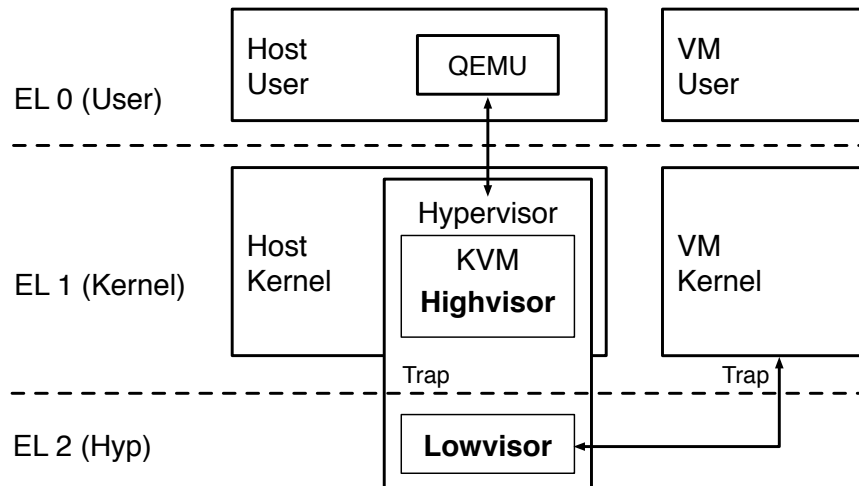 EL 0 (User)
Host
User
QEMU
VM
User
EL 1 (Kernel)
Host
Kernel
Hypervisor
KVM
Highvisor
VM
Kernel
Trap
Trap
EL 2 (Hyp)
Lowvisor